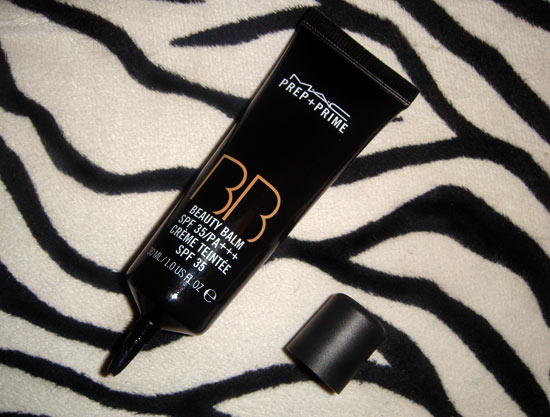 MAC
PREP+PRIME
BB
BEAUTY BALM
SPF 35/PA+++
CRÈME TEINTÉE
SPF 35
30 ML/1.0 US FL OZ ℮